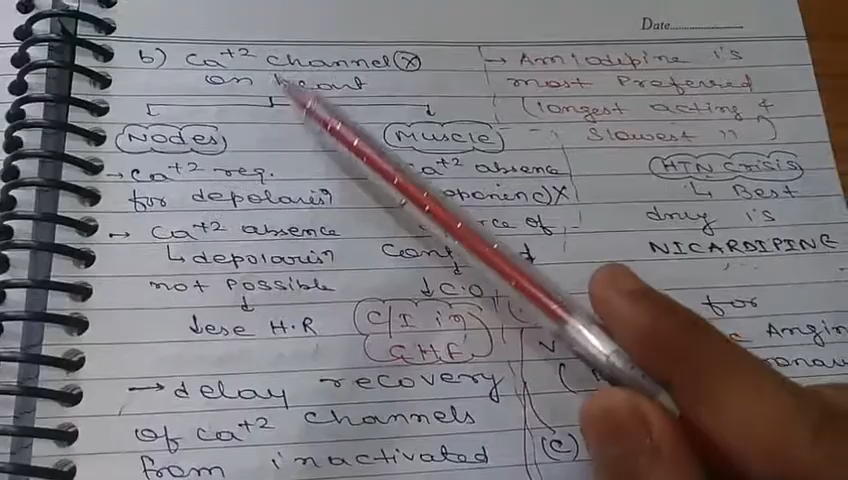 Date
b) Ca+2 channel (X)
on heart
Nodes
→ Ca+2 req.
for depolarisⁿ
→ Ca+2 absence
↳ depolarisⁿ
not possible
↓
↓ese H.R
Muscle
Ca+2 absence
X
Cont
↓
↓C.O
C/I in
CHF
→ delay recovery
of Ca+2 channels
from inactivated
→ Amlodipine is
most Preferred
(longest acting &
slowest ")
HTN crisis
↳ Best
drug is
NICARDIPINE
for
Angin
(C)